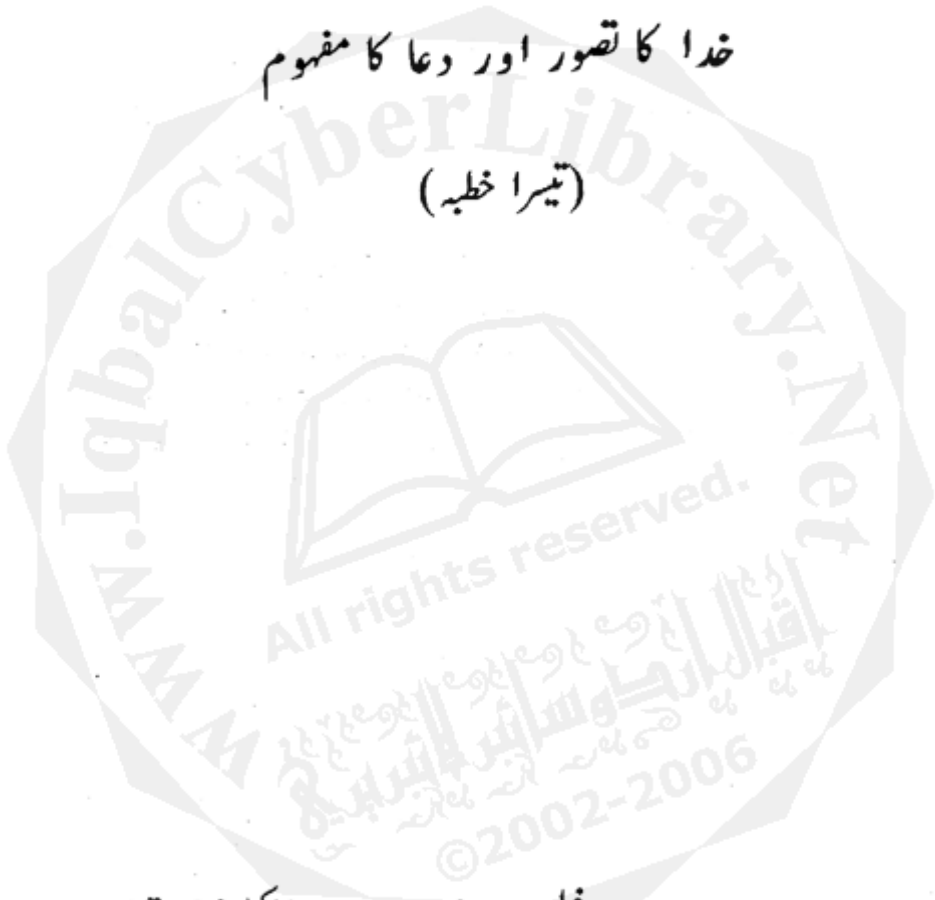 خدا کا تصور اور دعا کا مفہوم
(تیسرا خطبہ)
www.IqbalCyberLibrary.Net
All rights reserved.
©2002-2006